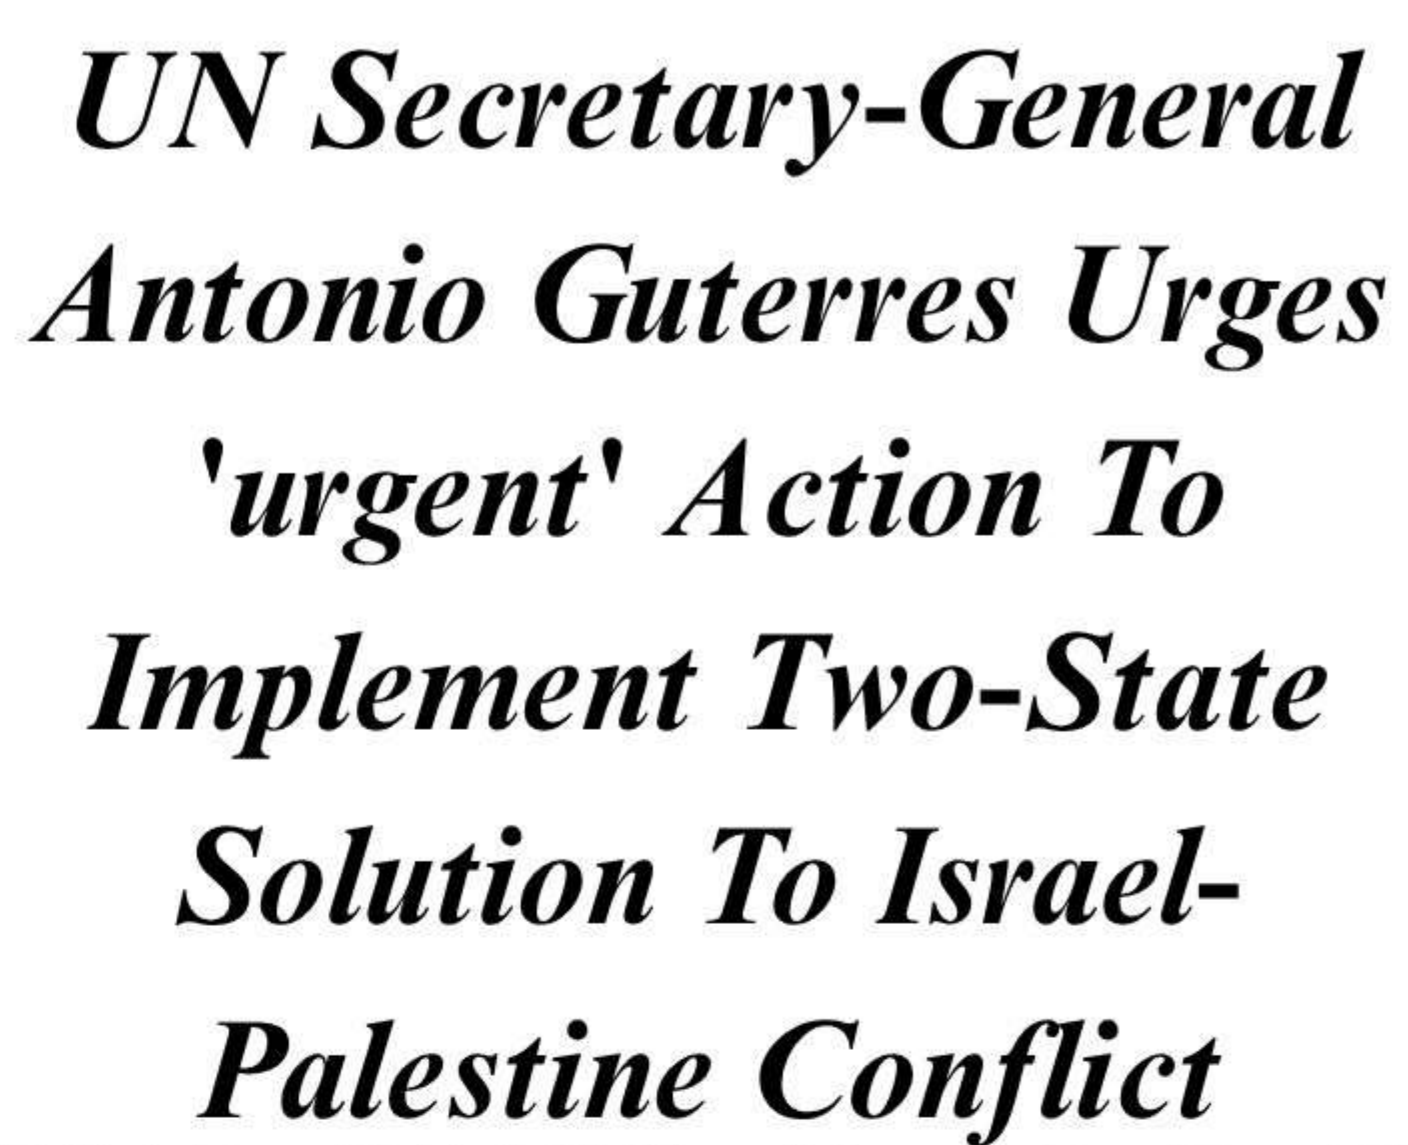 UN Secretary-General
Antonio Guterres Urges
'urgent' Action To
Implement Two-State
Solution To Israel-
Palestine Conflict